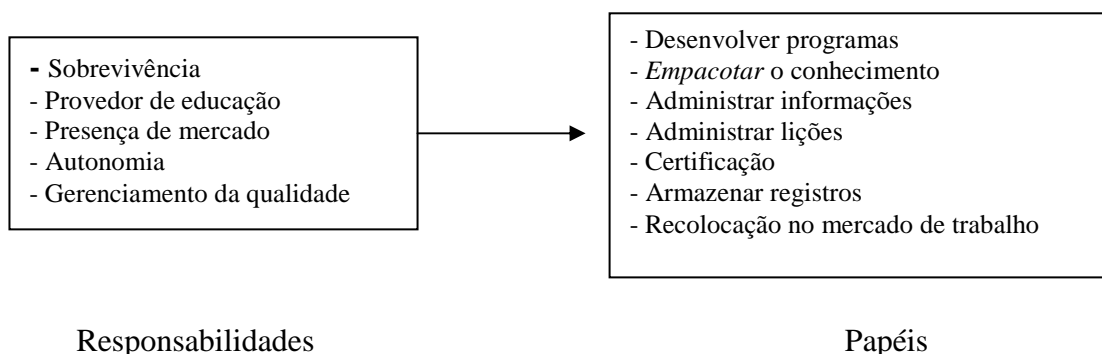 - Sobrevivência
- Provedor de educação
- Presença de mercado
- Autonomia
- Gerenciamento da qualidade
- Desenvolver programas
- Empacotar o conhecimento
- Administrar informações
- Administrar lições
- Certificação
- Armazenar registros
- Recolocação no mercado de trabalho
Responsabilidades
Papéis